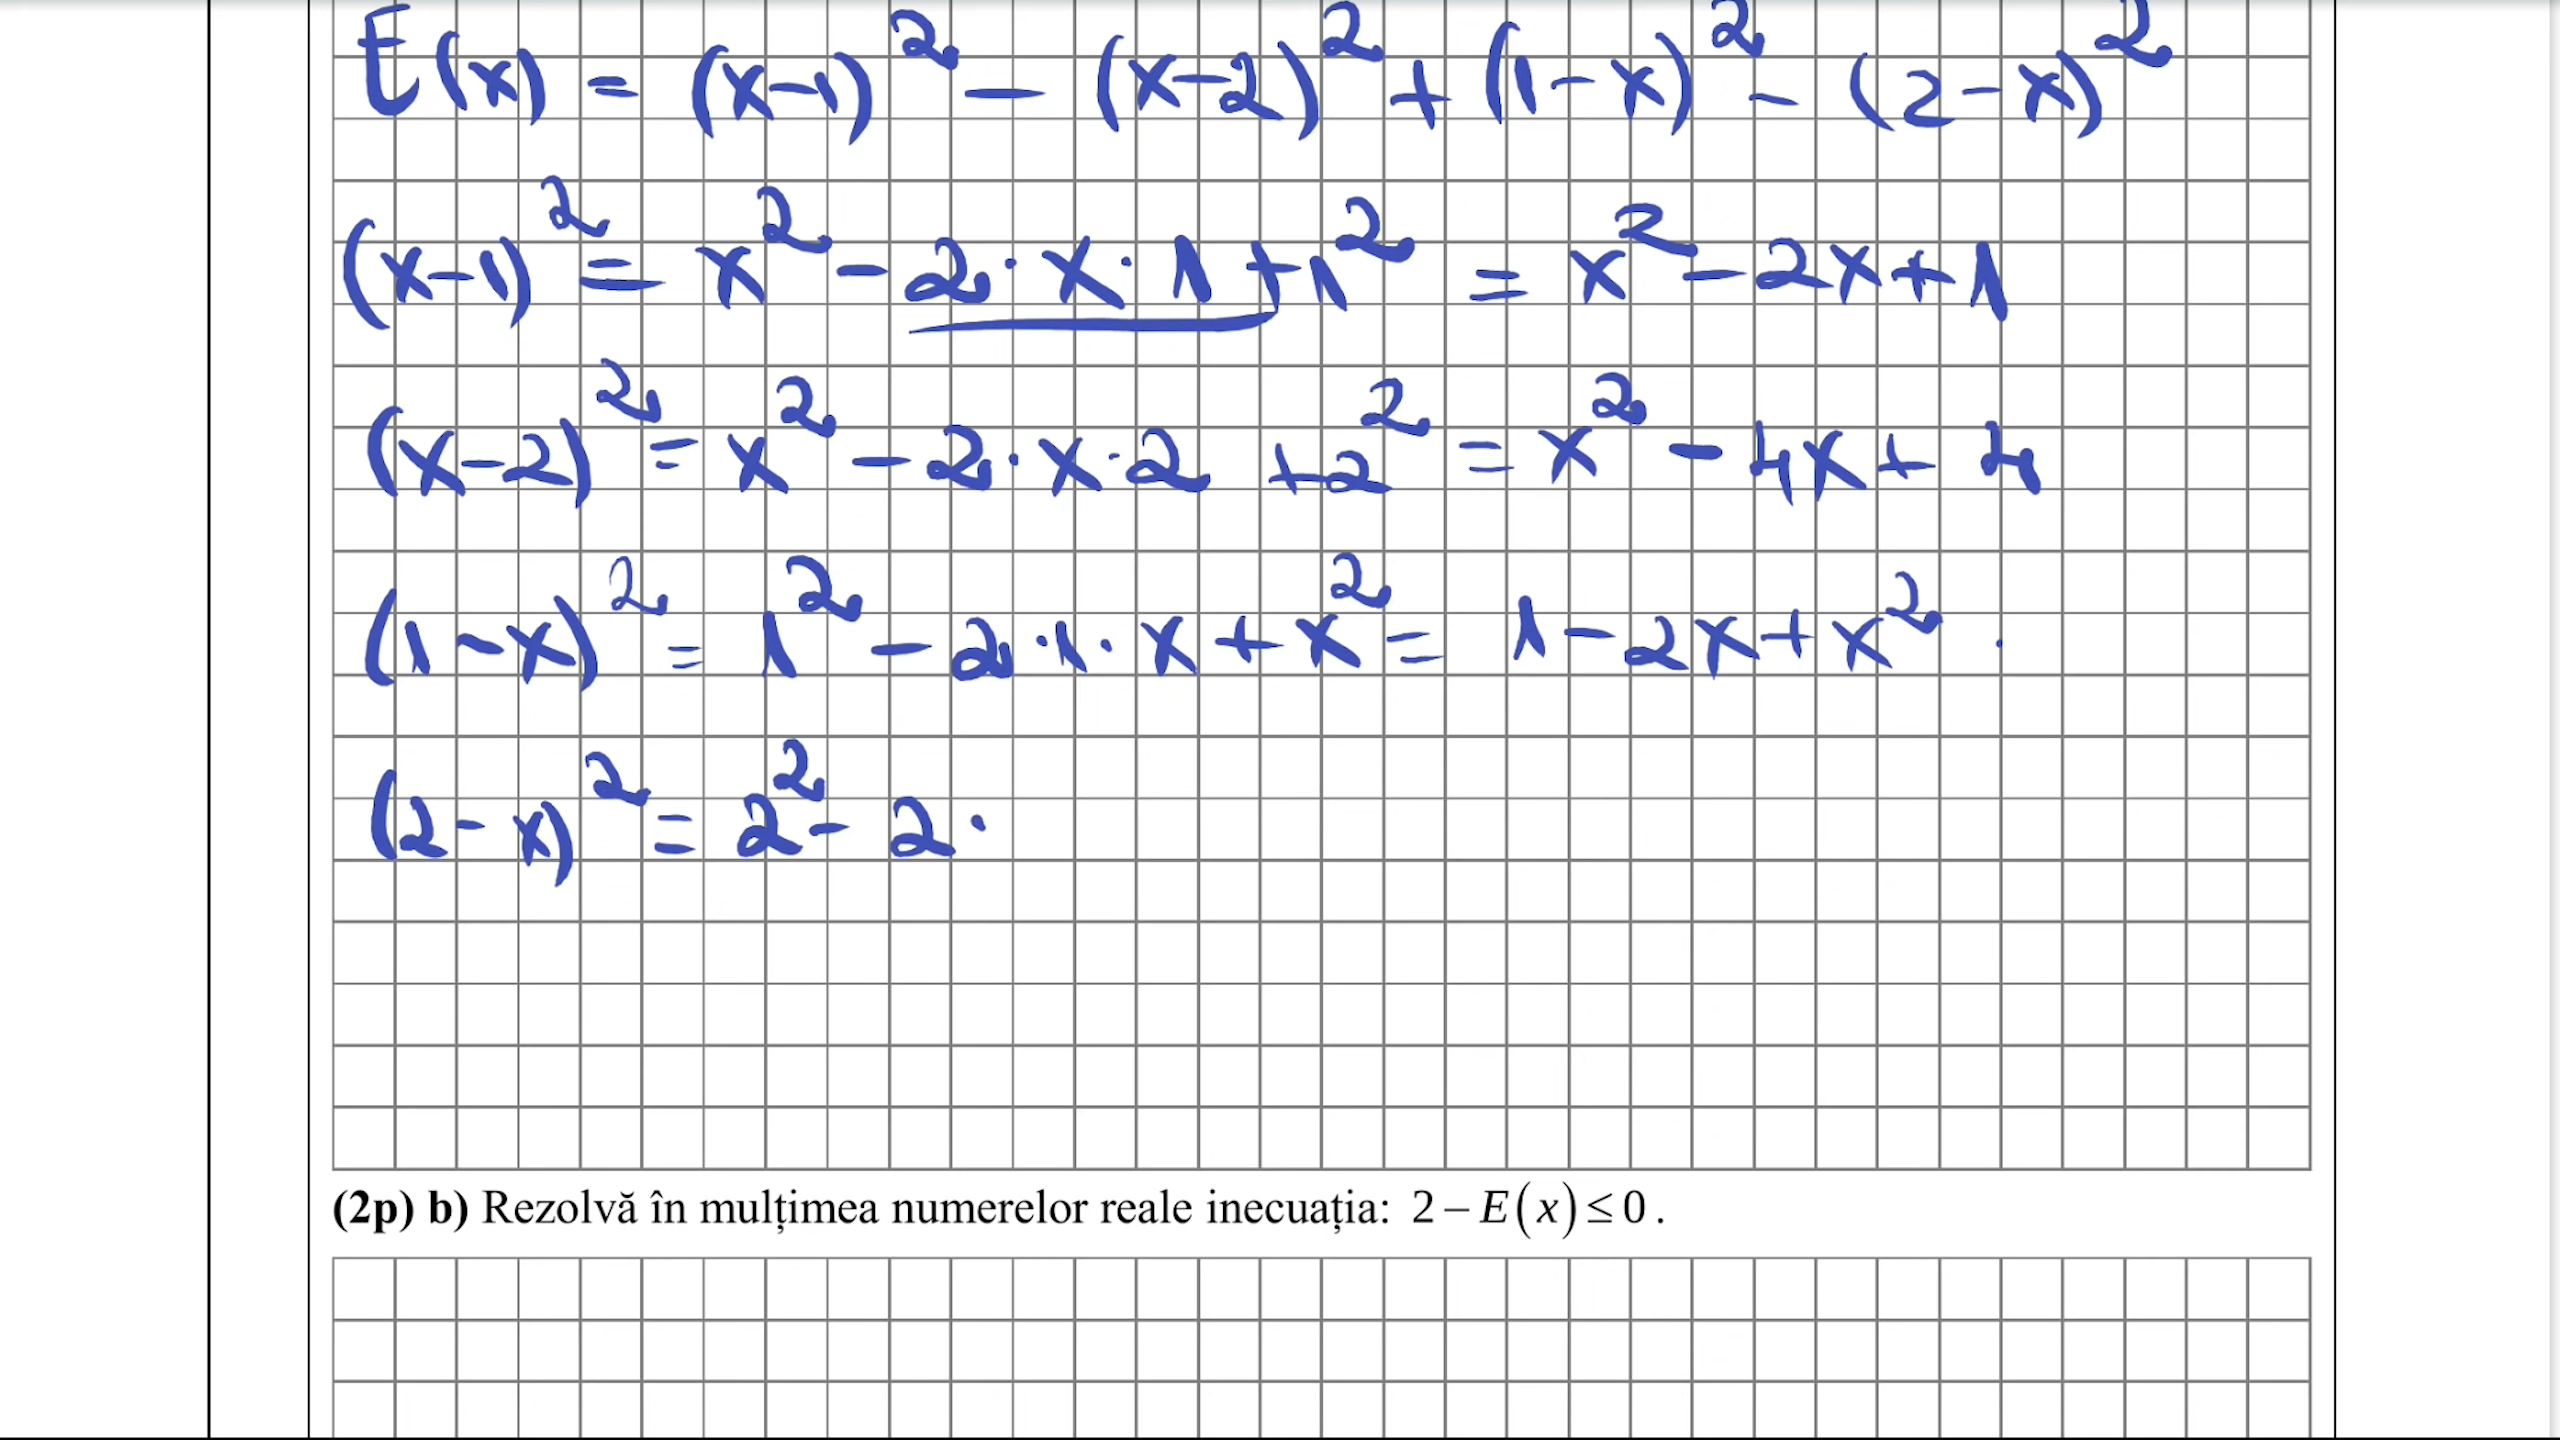 E(x) = (x-1)² - (x-2)² + (1-x)² - (2-x)²
(x-1)² = x² - 2·x·1 + 1² = x² - 2x + 1
(x-2)² = x² - 2·x·2 + 2² = x² - 4x + 4
(1-x)² = 1² - 2·1·x + x² = 1 - 2x + x² .
(2-x)² = 2² - 2·
(2p) b) Rezolvă în mulțimea numerelor reale inecuația: 2 – E(x) ≤ 0 .